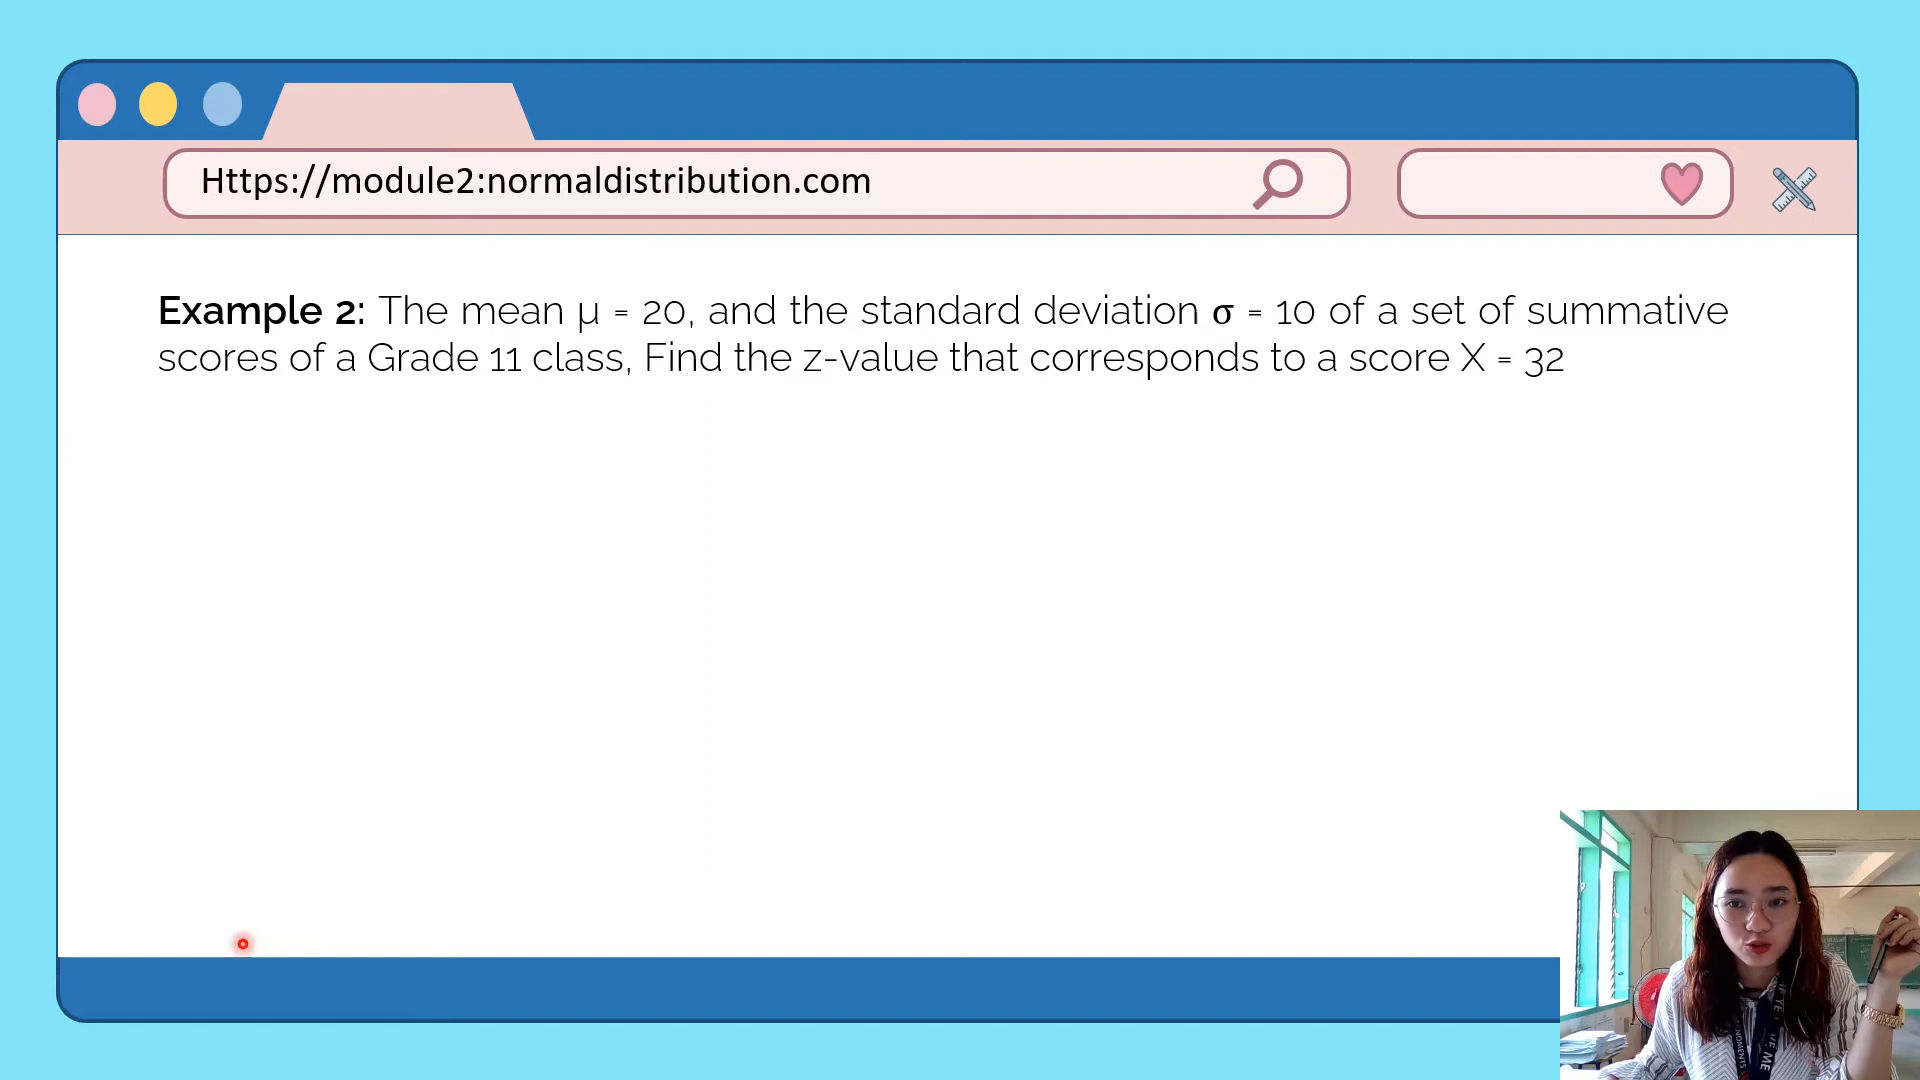 Https://module2:normaldistribution.com
Example 2: The mean µ = 20, and the standard deviation σ = 10 of a set of summative
scores of a Grade 11 class, Find the z-value that corresponds to a score X = 32